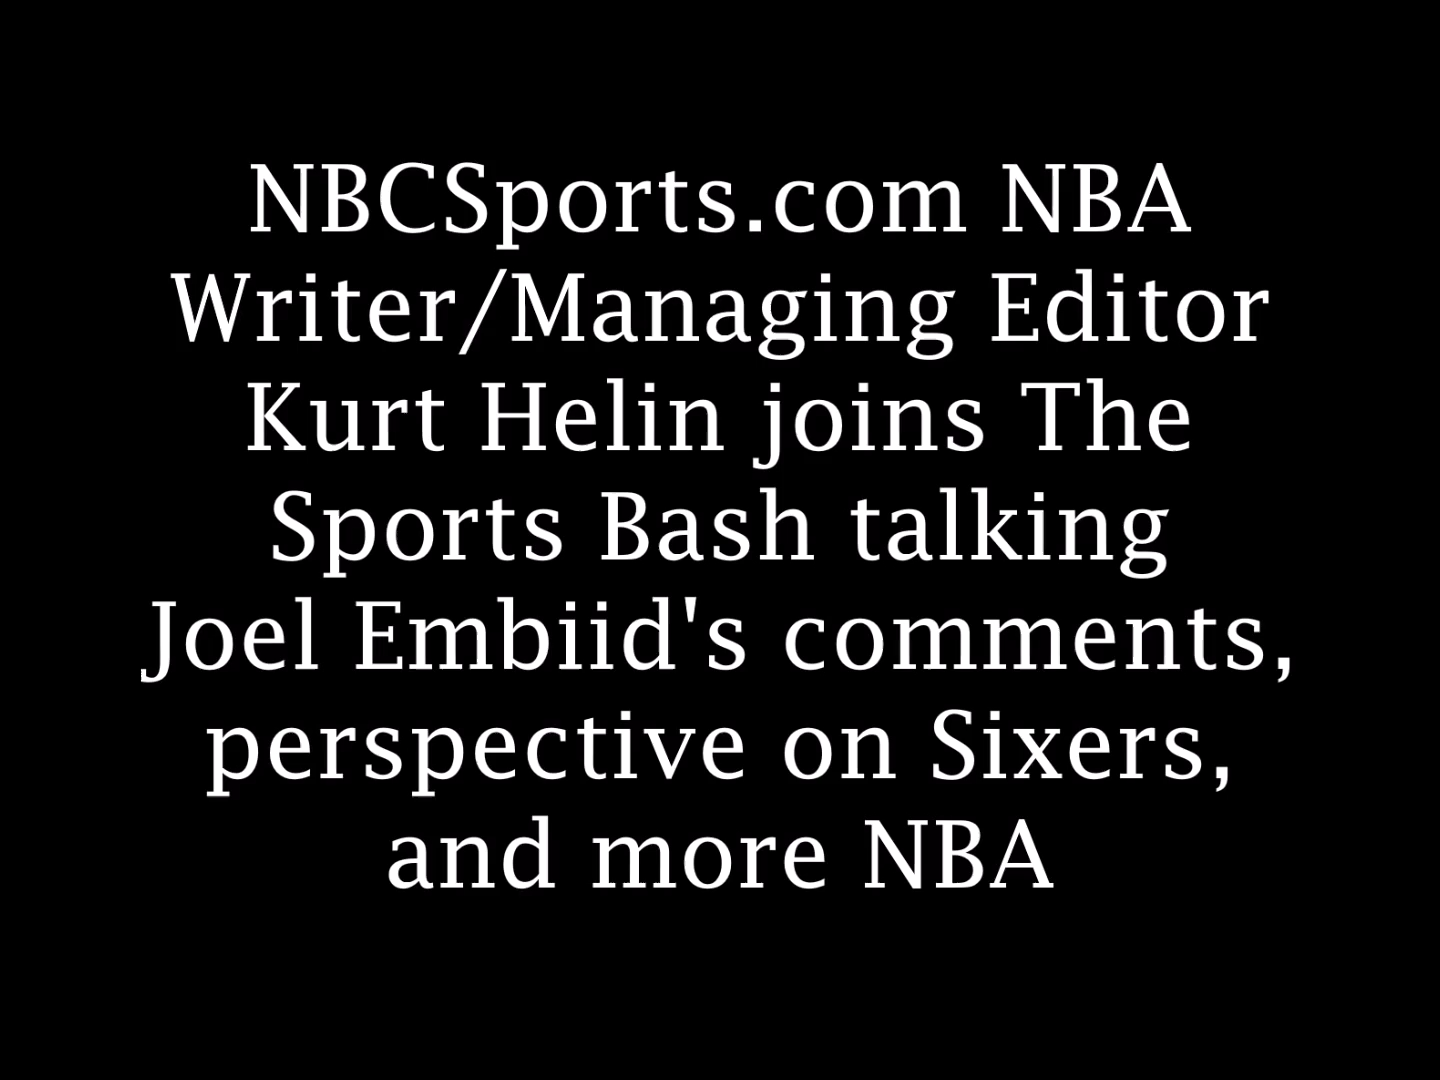 NBCSports.com NBA
Writer/Managing Editor
Kurt Helin joins The
Sports Bash talking
Joel Embiid's comments,
perspective on Sixers,
and more NBA